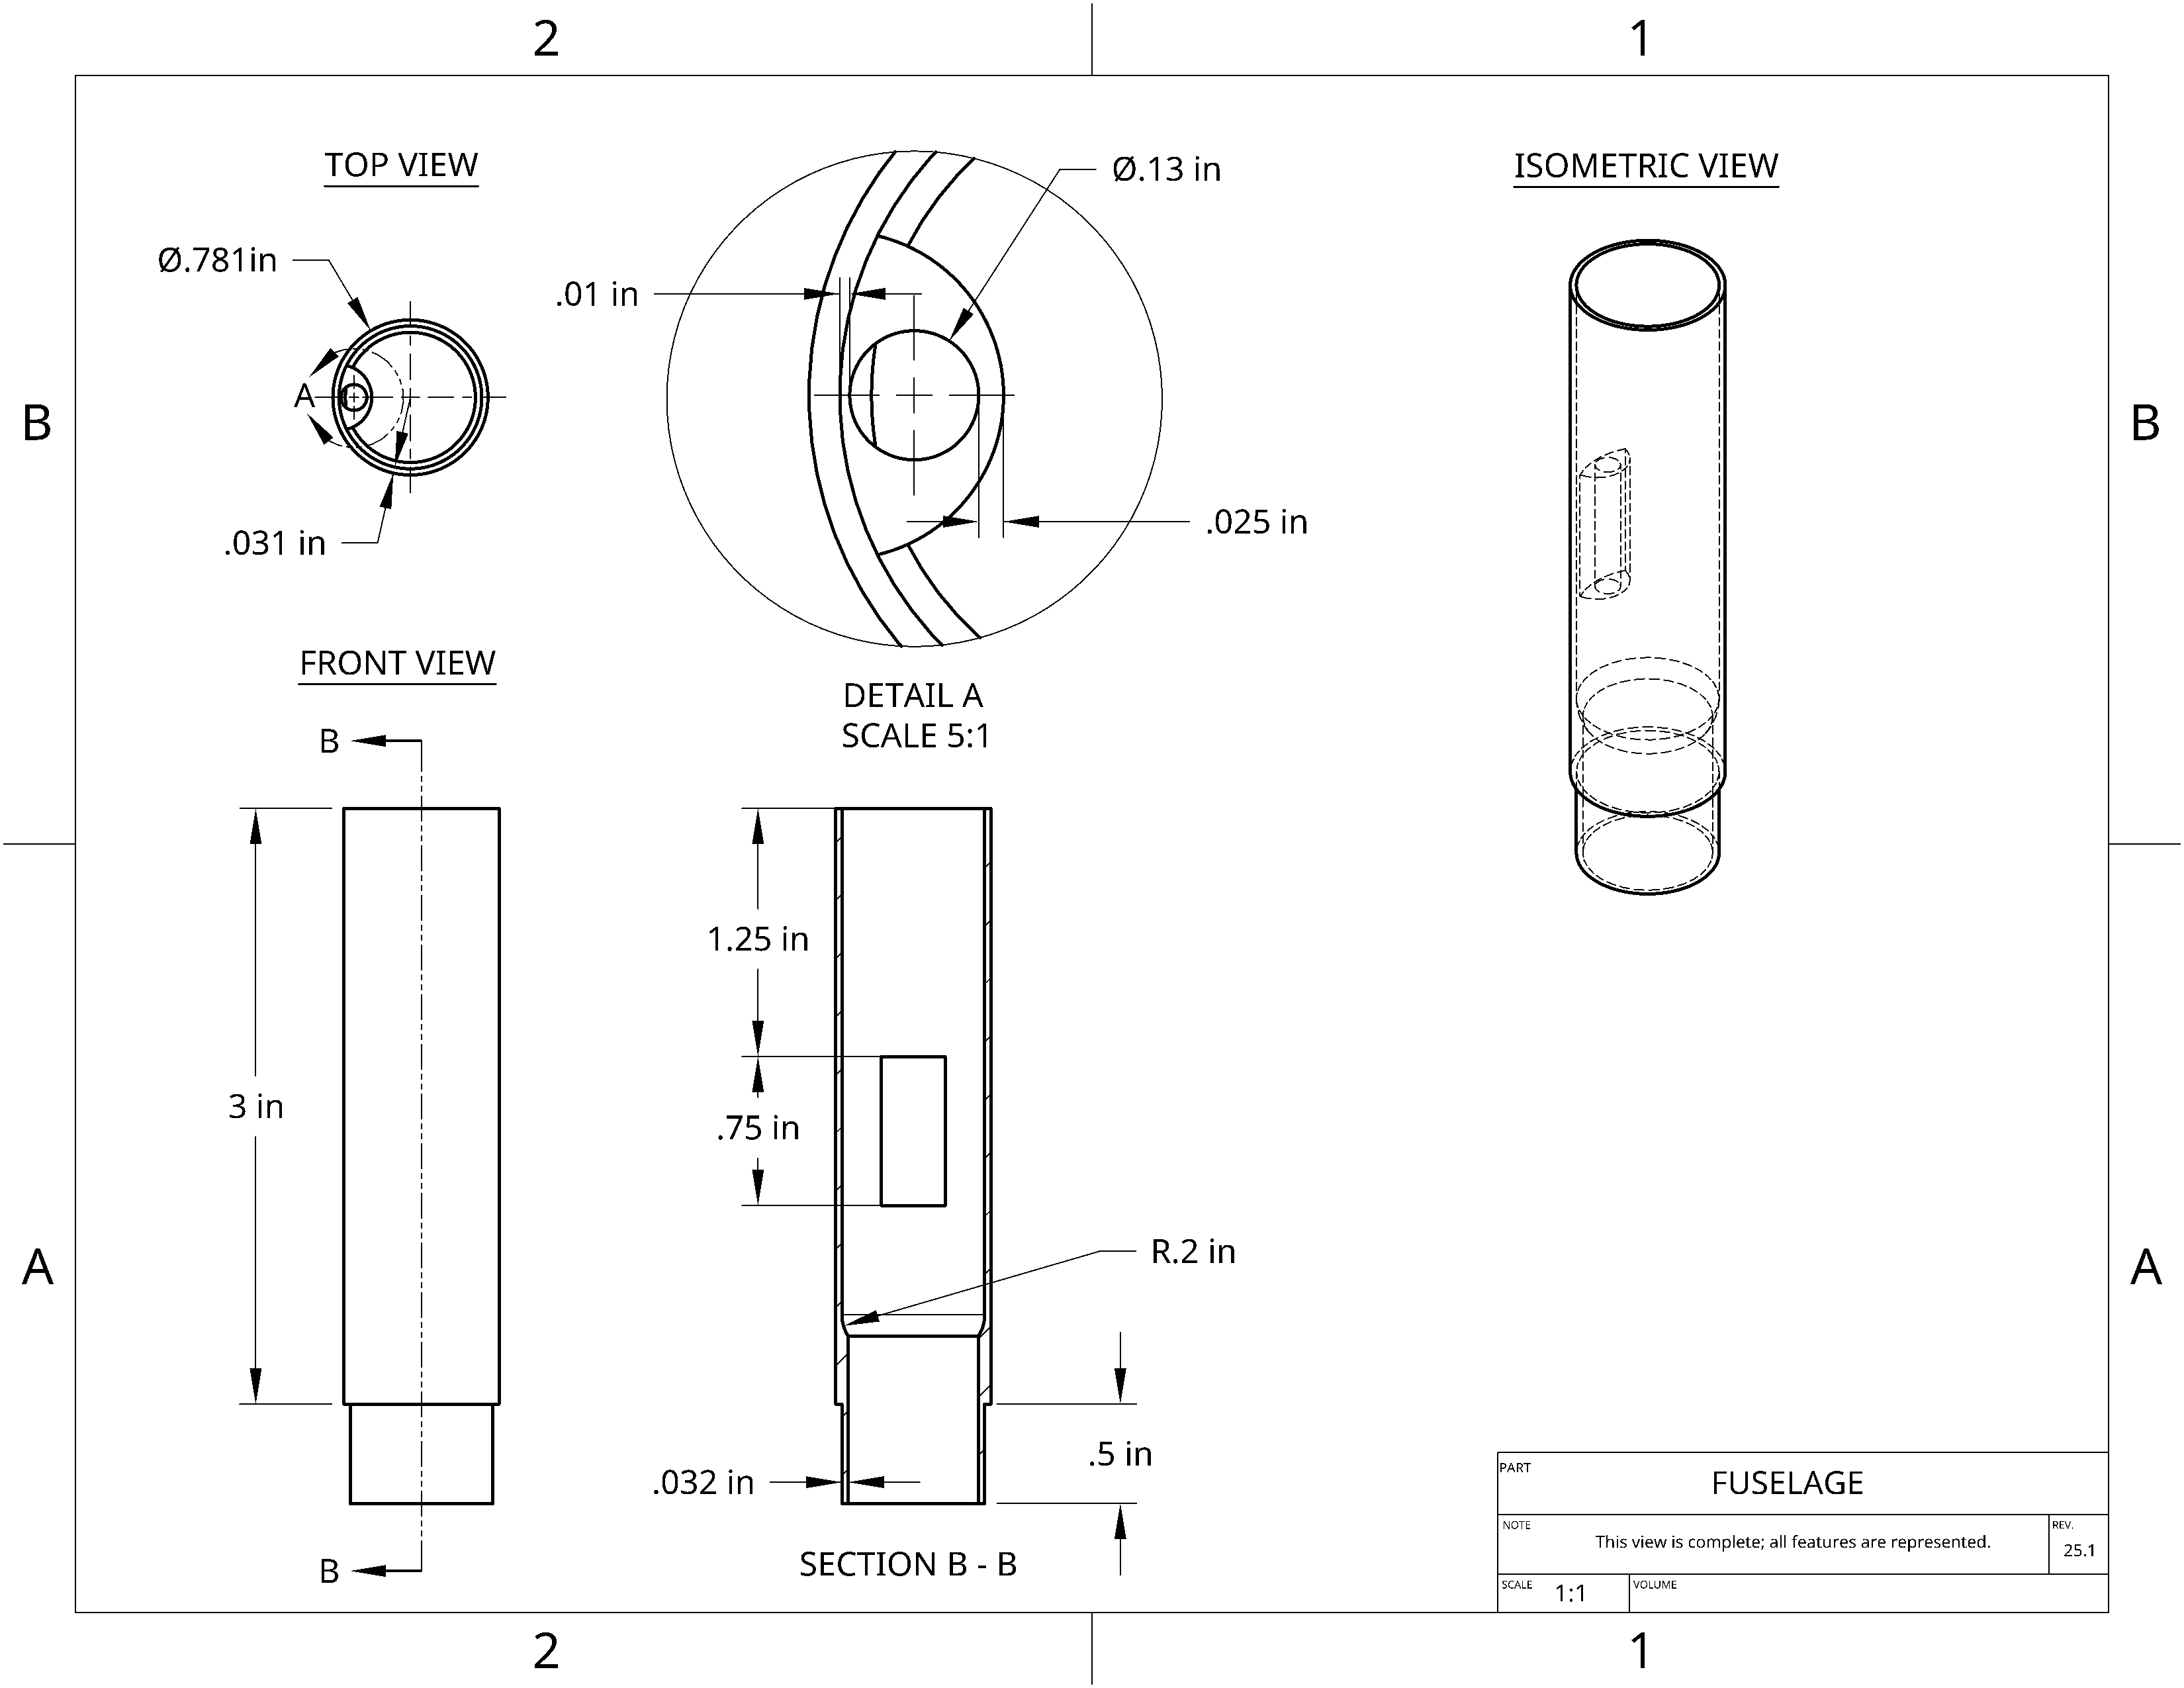 2
1
TOP VIEW
Ø.13 in
ISOMETRIC VIEW
Ø.781in
.01 in
A
B
B
.025 in
.031 in
FRONT VIEW
DETAIL A
SCALE 5:1
B
1.25 in
3 in
.75 in
R.2 in
A
A
.5 in
.032 in
B
SECTION B - B
PART
FUSELAGE
NOTE
This view is complete; all features are represented.
REV.
25.1
SCALE
1:1
VOLUME
2
1